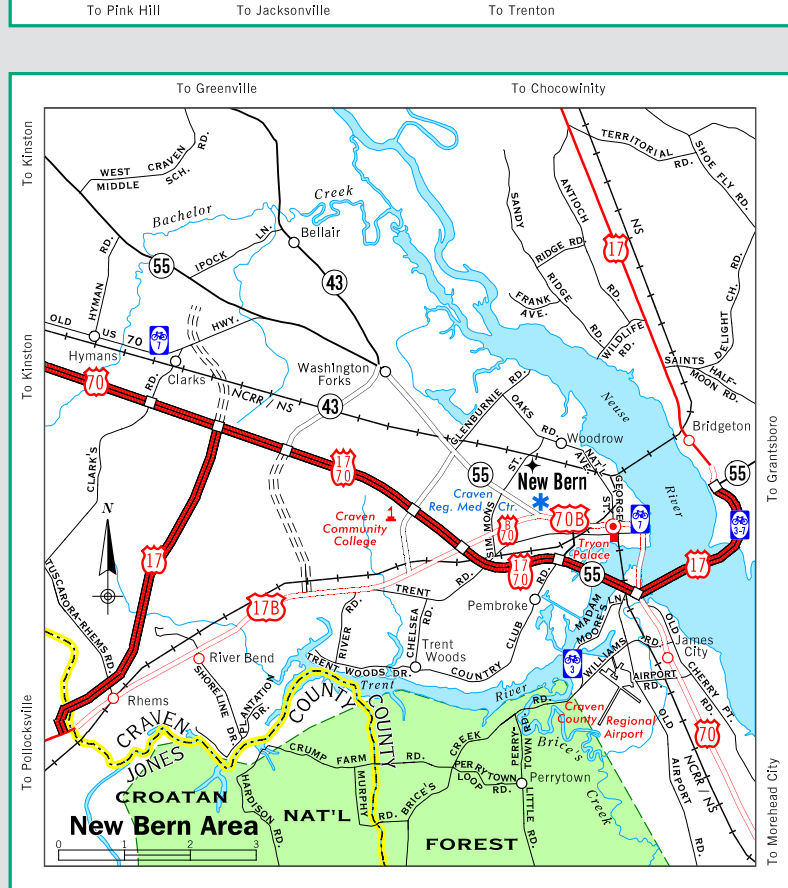 To Pink Hill
To Jacksonville
To Trenton
To Greenville
To Chocowinity
To Kinston
WEST CRAVEN
MIDDLE SCH. RD.
TERRITORIAL RD.
SHOE FLY RD.
Bachelor Creek
SANDY
ANTIOCH RD.
NS
IPOCK LN.
Bellair
17
RIDGE RD.
RIDGE RD.
55
43
HYMAN RD.
FRANK AVE.
WILDLIFE RD.
DELIGHT CH. RD.
OLD US 70 HWY.
7
Hymans
Clarks
To Kinston
Washington Forks
SAINTS
HALF-MOON RD.
70
NCRR / NS
43
GLENBURNIE RD.
OAKS RD.
Neuse River
Bridgeton
CLARK'S RD.
Woodrow
NAT'L AVE.
17
70
55
ST.
New Bern
GEORGE ST.
55
To Grantsboro
Craven
Reg. Med. Ctr.
SIMMONS
N
Craven
Community
College
B
70
70B
7
3-7
Tryon
Palace
17
17
70
55
17
TUSCARORA-RHEMS RD.
17B
TRENT RD.
Pembroke
MADAM MOORES LN.
RIVER RD.
CHELSEA RD.
CLUB RD.
OLD CHERRY PT. RD.
James
City
River Bend
Trent
Woods
TRENT WOODS DR.
COUNTRY
3
WILLIAMS RD.
SHORELINE DR.
PLANTATION DR.
Trent River
AIRPORT RD.
Rhems
To Pollocksville
Craven
County Regional
Airport
70
CRAVEN COUNTY
JONES COUNTY
CRUMP FARM RD.
BRICE'S CREEK RD.
PERRYTOWN RD.
Brice's Creek
OLD AIRPORT RD.
NCRR / NS
PERRYTOWN
LOOP RD.
Perrytown
MURPHY RD.
LITTLE RD.
HARDISON RD.
To Morehead City
CROATAN
NAT'L
FOREST
New Bern Area
0 1 2 3